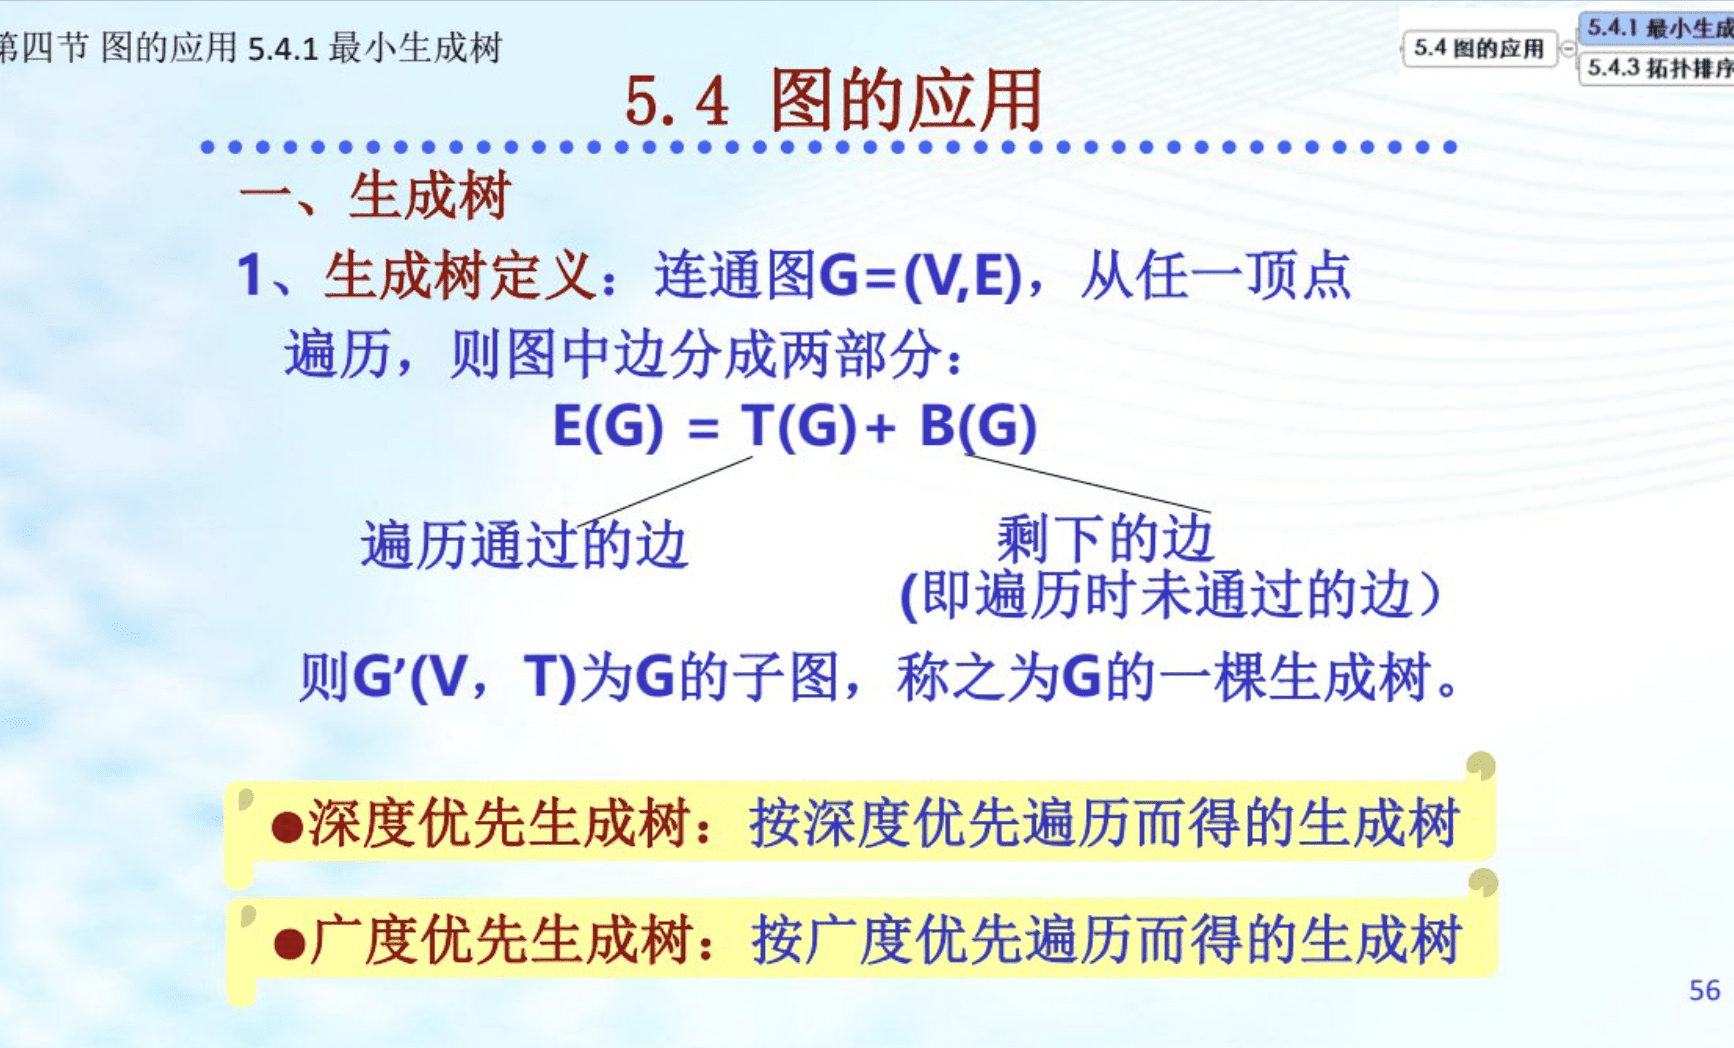 第四节 图的应用 5.4.1 最小生成树
5.4 图的应用
5.4.1 最小生成
5.4.3 拓扑排序
5.4 图的应用
一、生成树
1、生成树定义：连通图G=(V,E)，从任一顶点
遍历，则图中边分成两部分：
E(G) = T(G)+ B(G)
遍历通过的边
剩下的边
(即遍历时未通过的边）
则G’(V，T)为G的子图，称之为G的一棵生成树。
●深度优先生成树：按深度优先遍历而得的生成树
●广度优先生成树：按广度优先遍历而得的生成树
56